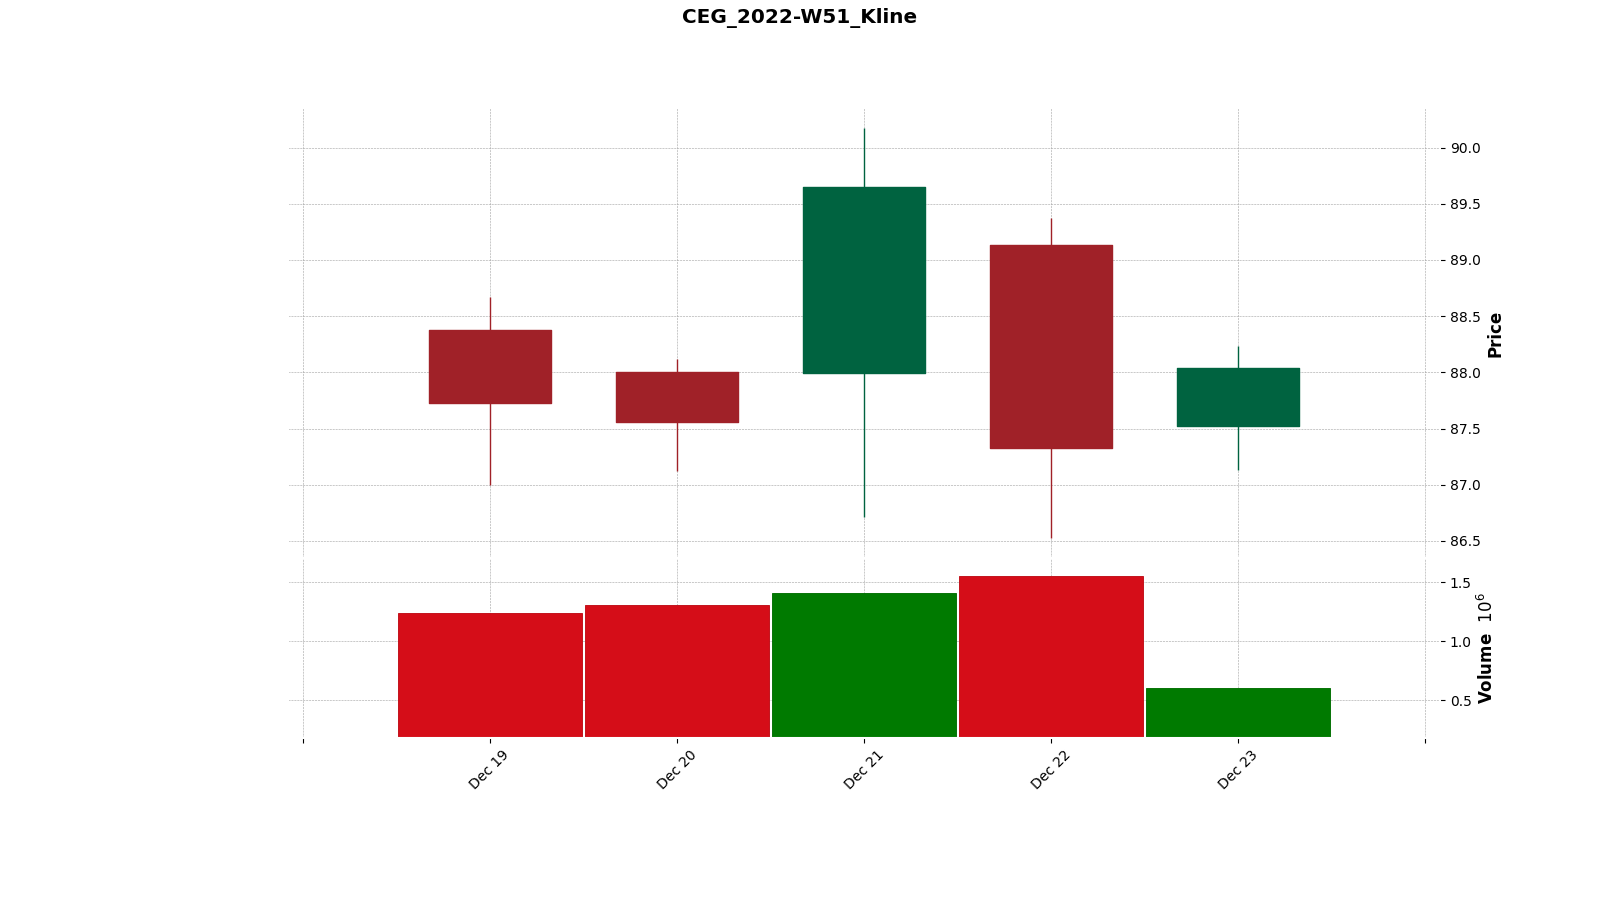 CEG_2022-W51_Kline
90.0
89.5
89.0
88.5
88.0
87.5
87.0
86.5
Price
1.5
1.0
0.5
Volume 10^6
Dec 19
Dec 20
Dec 21
Dec 22
Dec 23